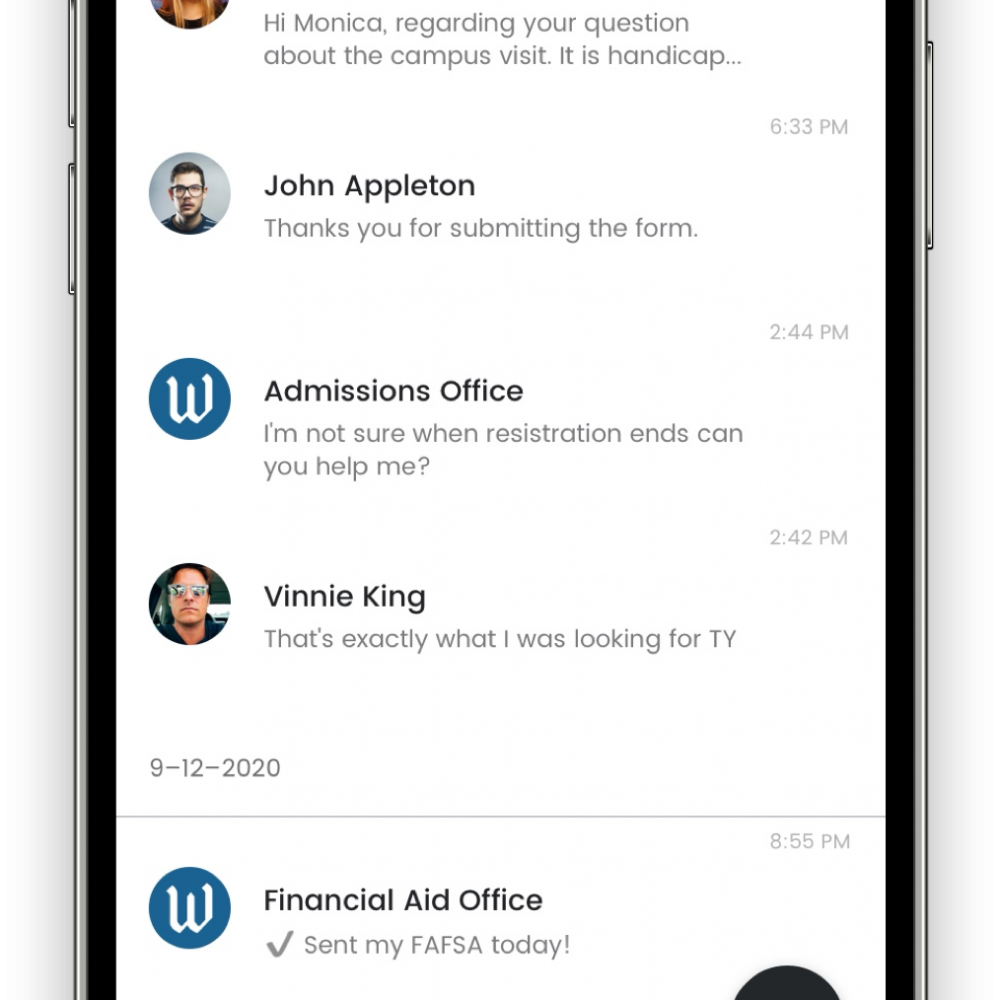 Hi Monica, regarding your question
about the campus visit. It is handicap...
6:33 PM
John Appleton
Thanks you for submitting the form.
2:44 PM
W
Admissions Office
I'm not sure when resistration ends can
you help me?
2:42 PM
Vinnie King
That's exactly what I was looking for TY
9-12-2020
8:55 PM
W
Financial Aid Office
✓ Sent my FAFSA today!